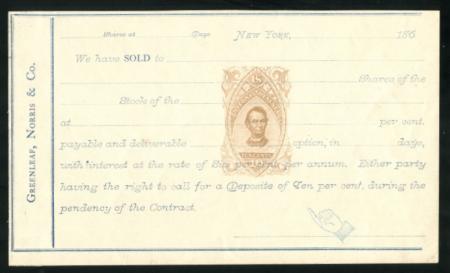 Shares at Days NEW YORK, 186
We have SOLD to
Shares of the
Stock of the
at per cent.
payable and deliverable option, in days,
with interest at the rate of Six per cent. per annum. Either party
having the right to call for a Deposite of Ten per cent. during the
pendency of the Contract.
GREENLEAF, NORRIS & CO.